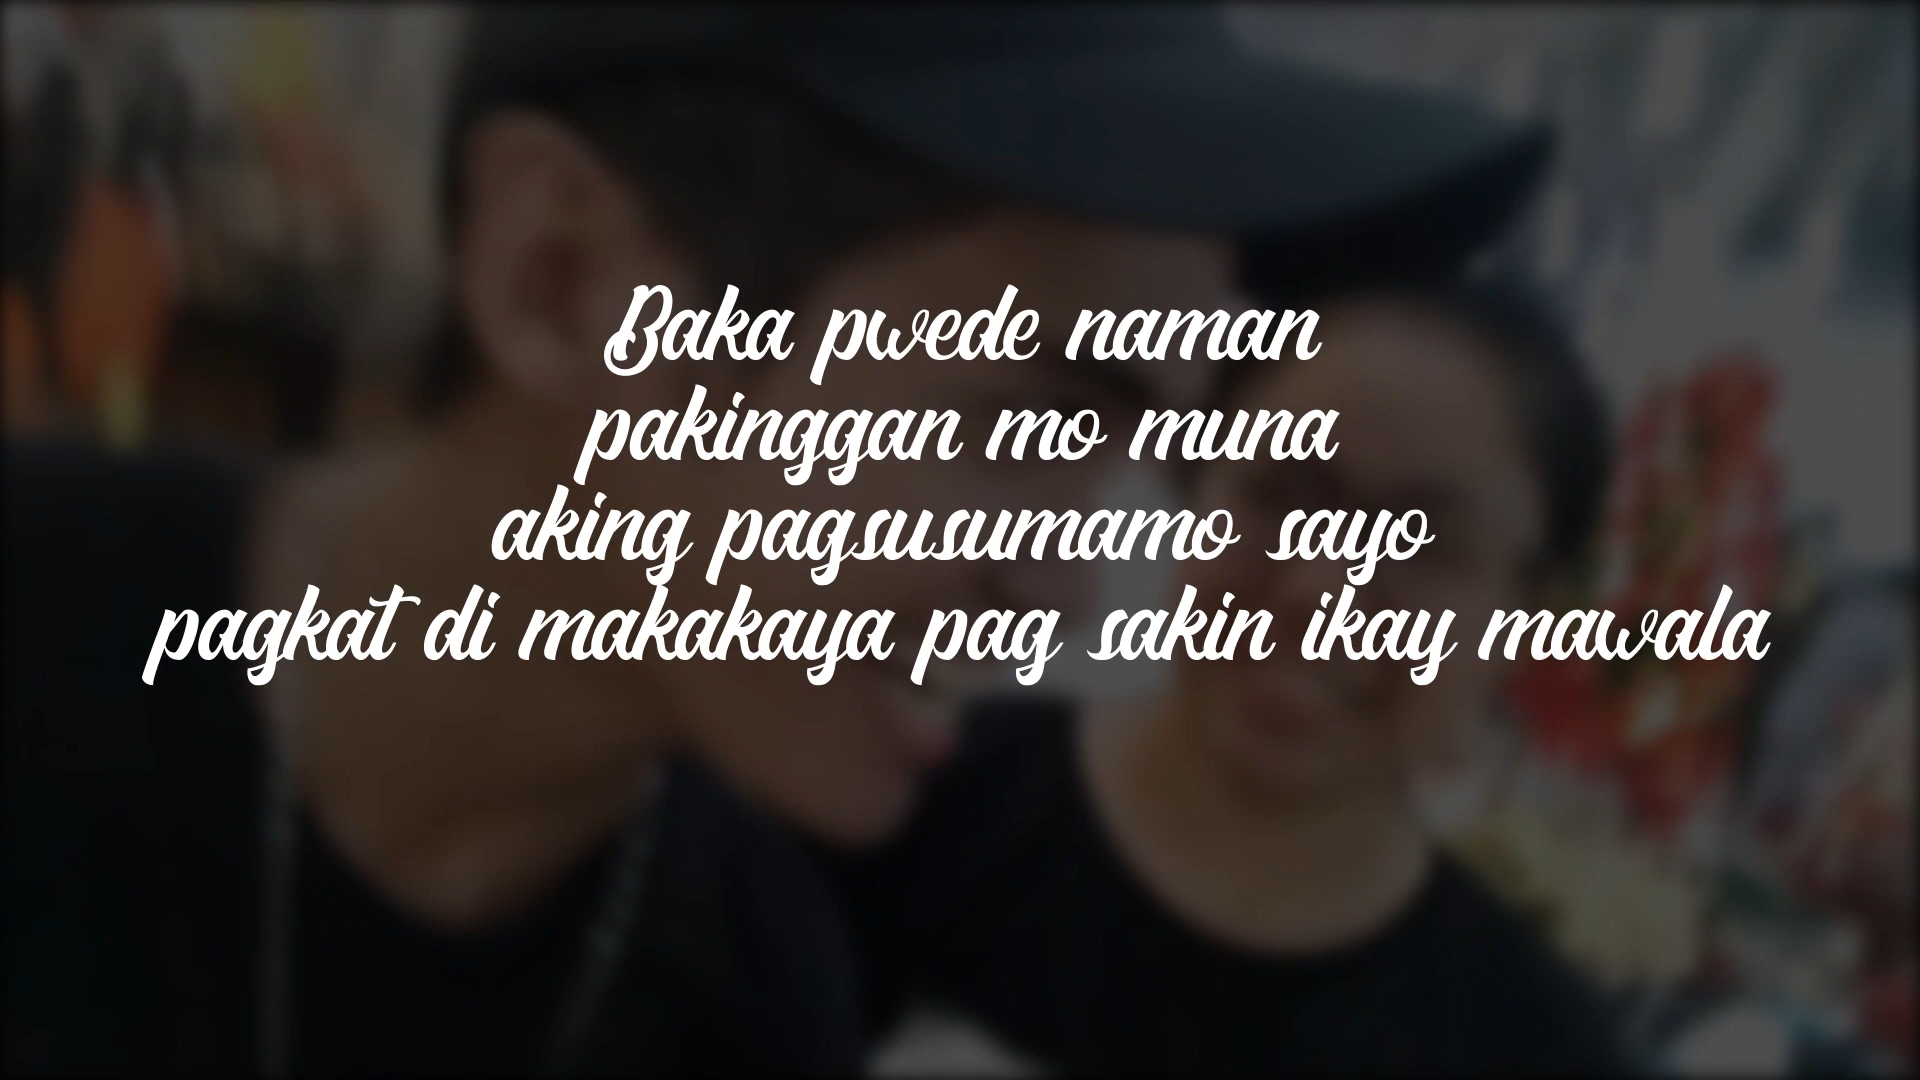 Baka pwede naman
pakinggan mo muna
aking pagsusumamo sayo
pagkat di makakaya pag sakin ikay mawala